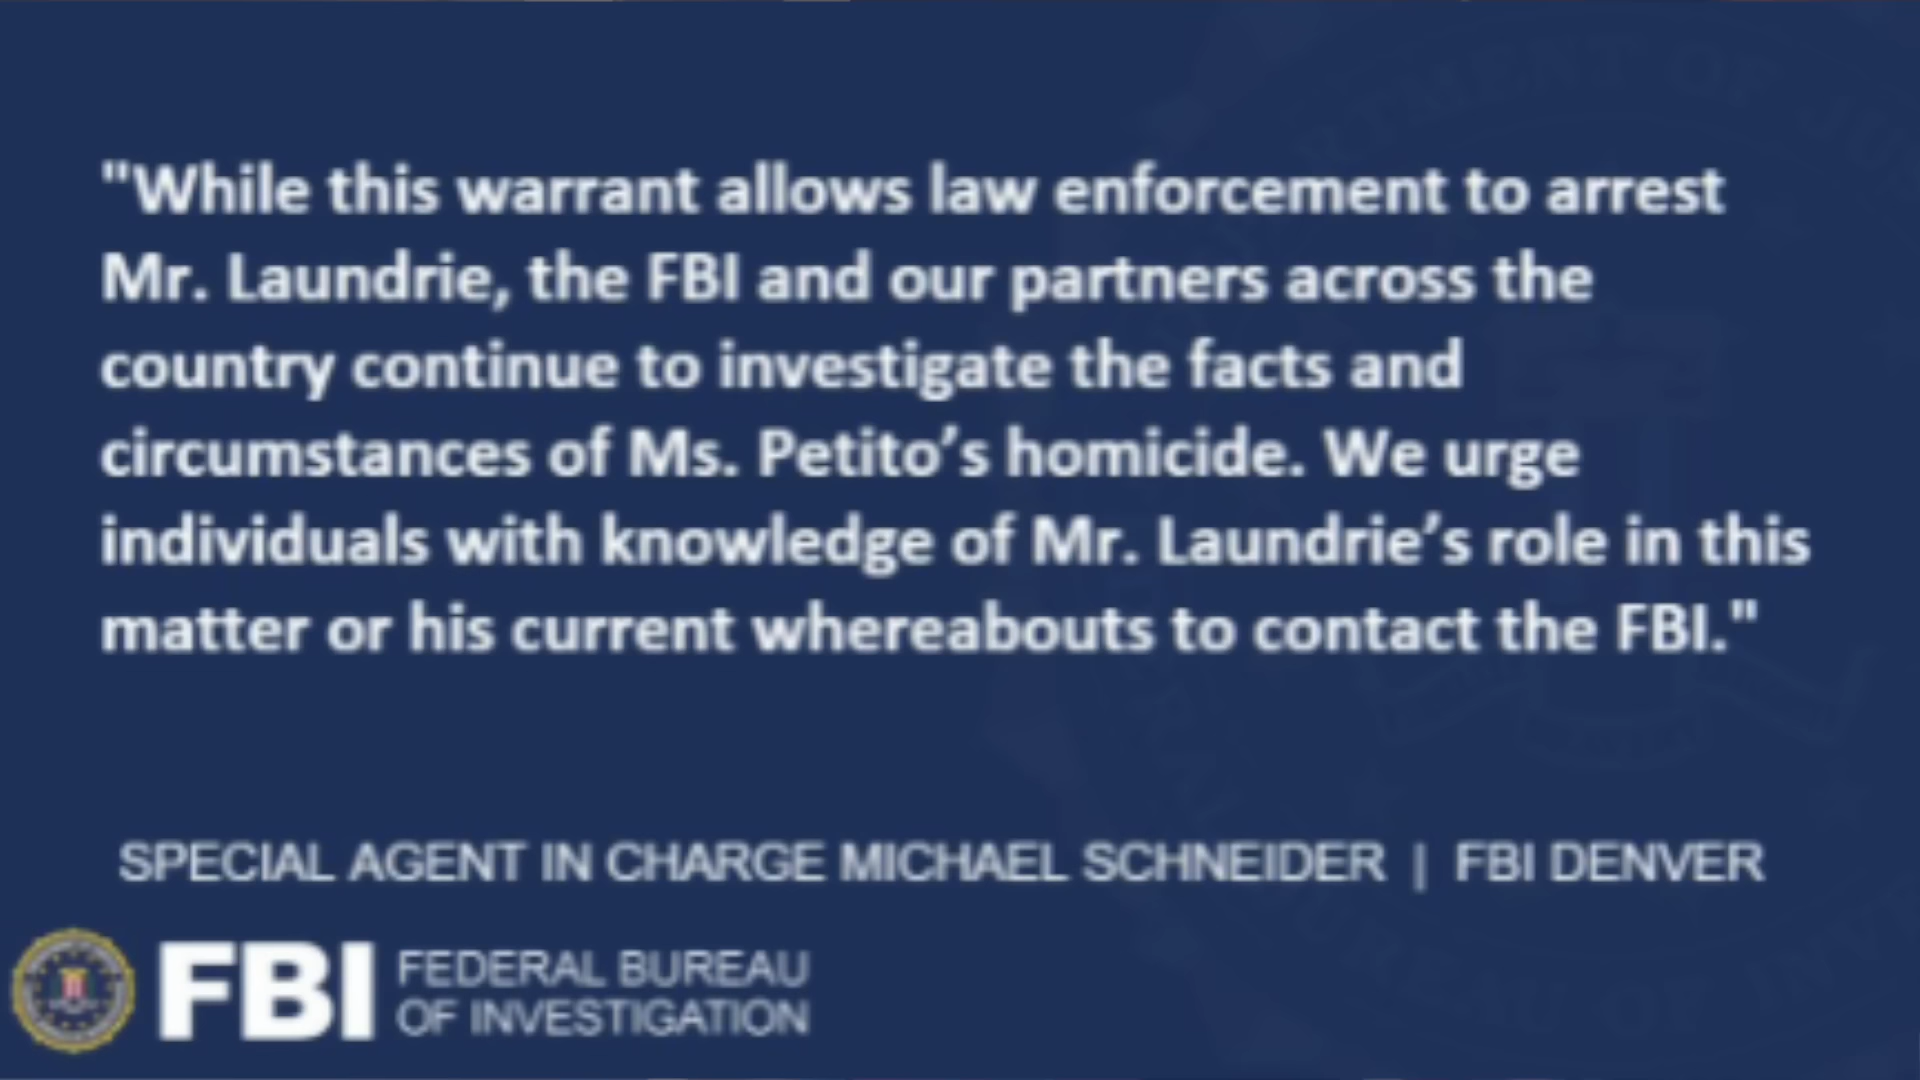 "While this warrant allows law enforcement to arrest
Mr. Laundrie, the FBI and our partners across the
country continue to investigate the facts and
circumstances of Ms. Petito’s homicide. We urge
individuals with knowledge of Mr. Laundrie’s role in this
matter or his current whereabouts to contact the FBI."
SPECIAL AGENT IN CHARGE MICHAEL SCHNEIDER | FBI DENVER
FBI FEDERAL BUREAU
OF INVESTIGATION